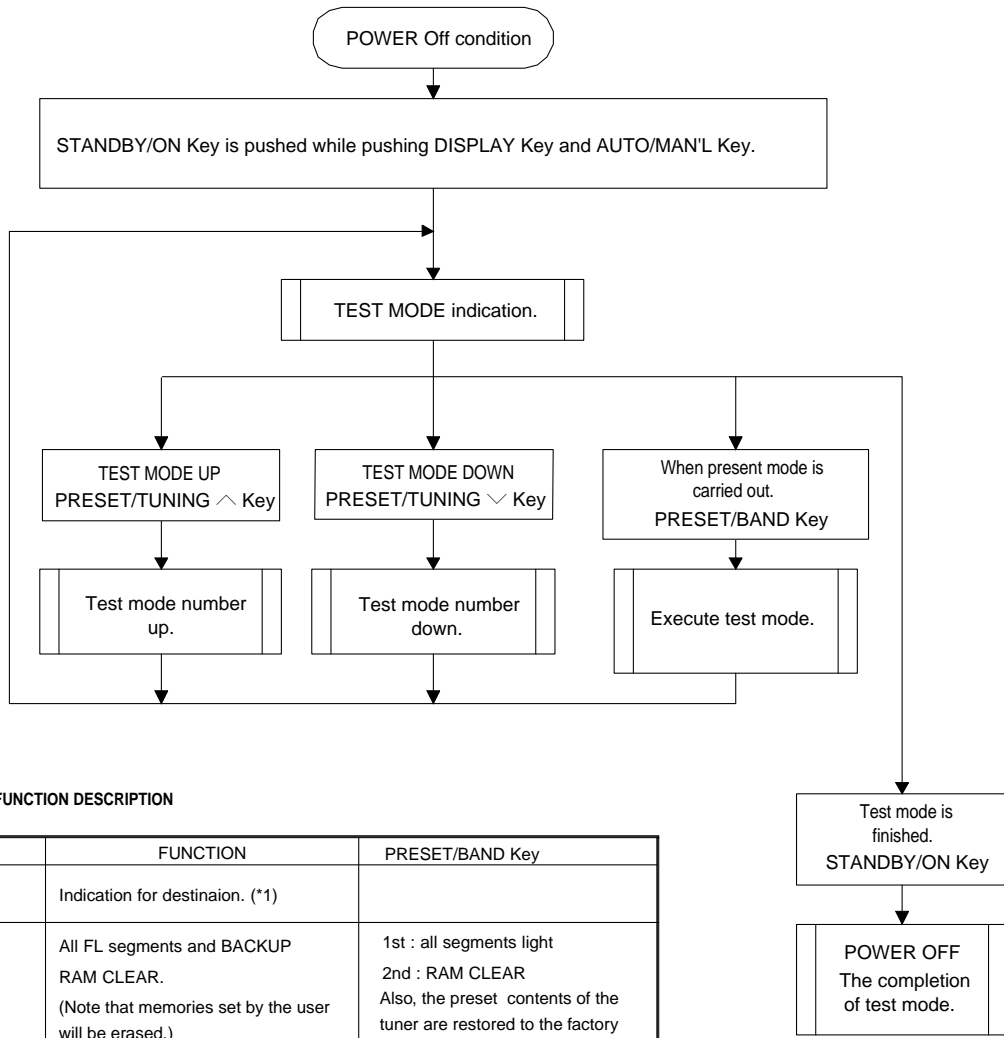 POWER Off condition
STANDBY/ON Key is pushed while pushing DISPLAY Key and AUTO/MAN'L Key.
TEST MODE indication.
TEST MODE UP
PRESET/TUNING ︿ Key
TEST MODE DOWN
PRESET/TUNING ﹀ Key
When present mode is
carried out.
PRESET/BAND Key
Test mode number
up.
Test mode number
down.
Execute test mode.
FUNCTION DESCRIPTION
FUNCTION
PRESET/BAND Key
Indication for destinaion. (*1)
All FL segments and BACKUP
RAM CLEAR.
(Note that memories set by the user
will be erased.)
1st : all segments light
2nd : RAM CLEAR
Also, the preset contents of the
tuner are restored to the factory
Test mode is
finished.
STANDBY/ON Key
POWER OFF
The completion
of test mode.